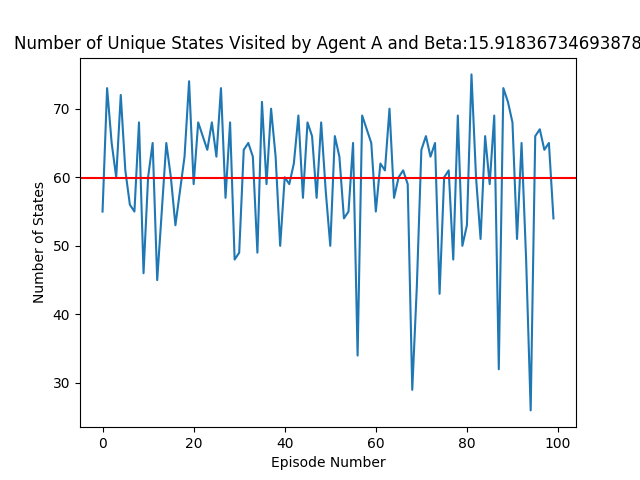 Number of Unique States Visited by Agent A and Beta:15.91836734693878
Number of States
70
60
50
40
30
0 20 40 60 80 100
Episode Number